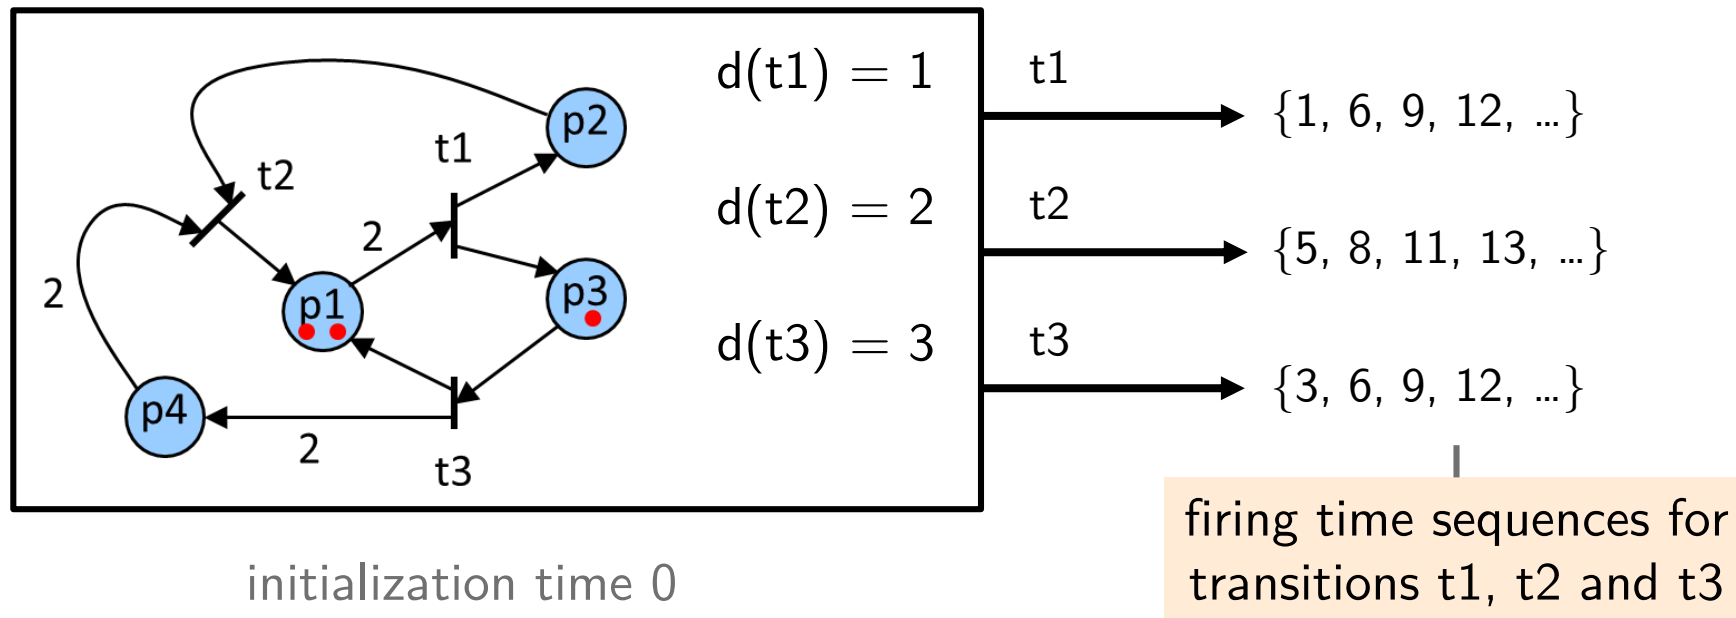 d(t1) = 1
d(t2) = 2
d(t3) = 3
p2
t1
t2
2
p1
p3
2
p4
2
t3
t1
{1, 6, 9, 12, ...}
t2
{5, 8, 11, 13, ...}
t3
{3, 6, 9, 12, ...}
firing time sequences for
transitions t1, t2 and t3
initialization time 0